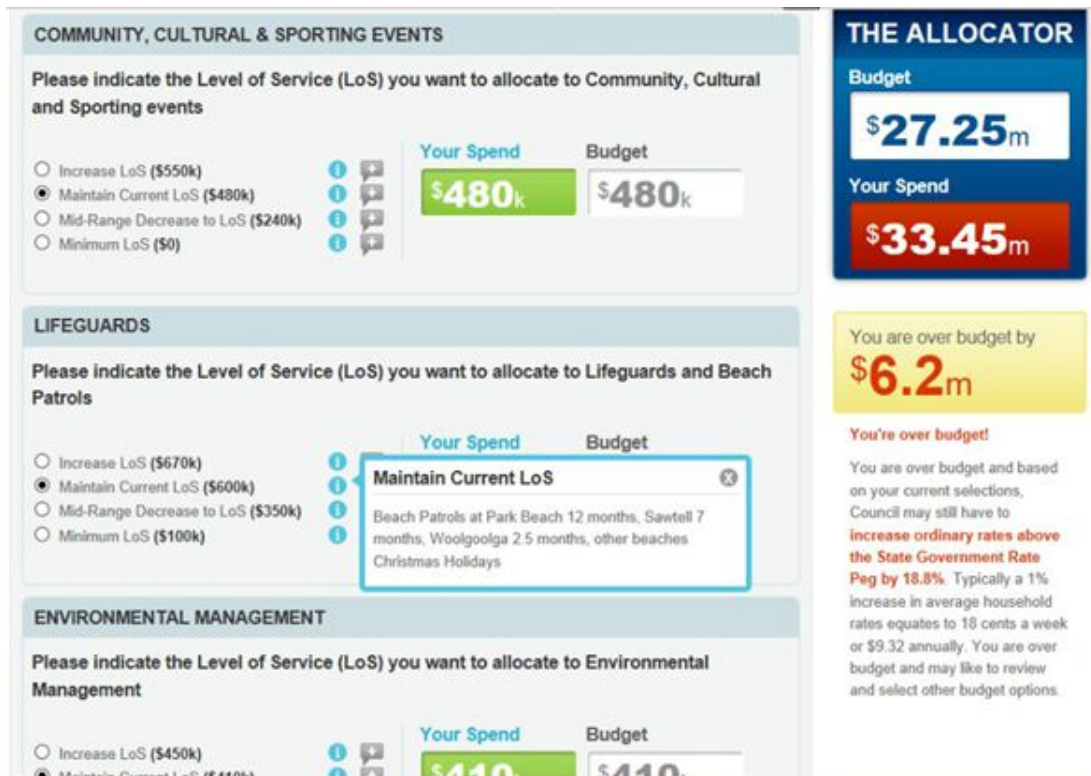 COMMUNITY, CULTURAL & SPORTING EVENTS
Please indicate the Level of Service (LoS) you want to allocate to Community, Cultural
and Sporting events
Your Spend Budget
Increase LoS ($550k)
Maintain Current LoS ($480k)
Mid-Range Decrease to LoS ($240k)
Minimum LoS ($0)
$480k $480k
LIFEGUARDS
Please indicate the Level of Service (LoS) you want to allocate to Lifeguards and Beach
Patrols
Your Spend Budget
Increase LoS ($670k)
Maintain Current LoS ($600k)
Mid-Range Decrease to LoS ($350k)
Minimum LoS ($100k)
Maintain Current LoS
Beach Patrols at Park Beach 12 months, Sawtell 7
months, Woolgoolga 2.5 months, other beaches
Christmas Holidays
ENVIRONMENTAL MANAGEMENT
Please indicate the Level of Service (LoS) you want to allocate to Environmental
Management
Your Spend Budget
Increase LoS ($450k)
Maintain Current LoS ($410k)
$410k $410k
THE ALLOCATOR
Budget
$27.25m
Your Spend
$33.45m
You are over budget by
$6.2m
You're over budget!
You are over budget and based
on your current selections,
Council may still have to
increase ordinary rates above
the State Government Rate
Peg by 18.8%. Typically a 1%
increase in average household
rates equates to 18 cents a week
or $9.32 annually. You are over
budget and may like to review
and select other budget options.